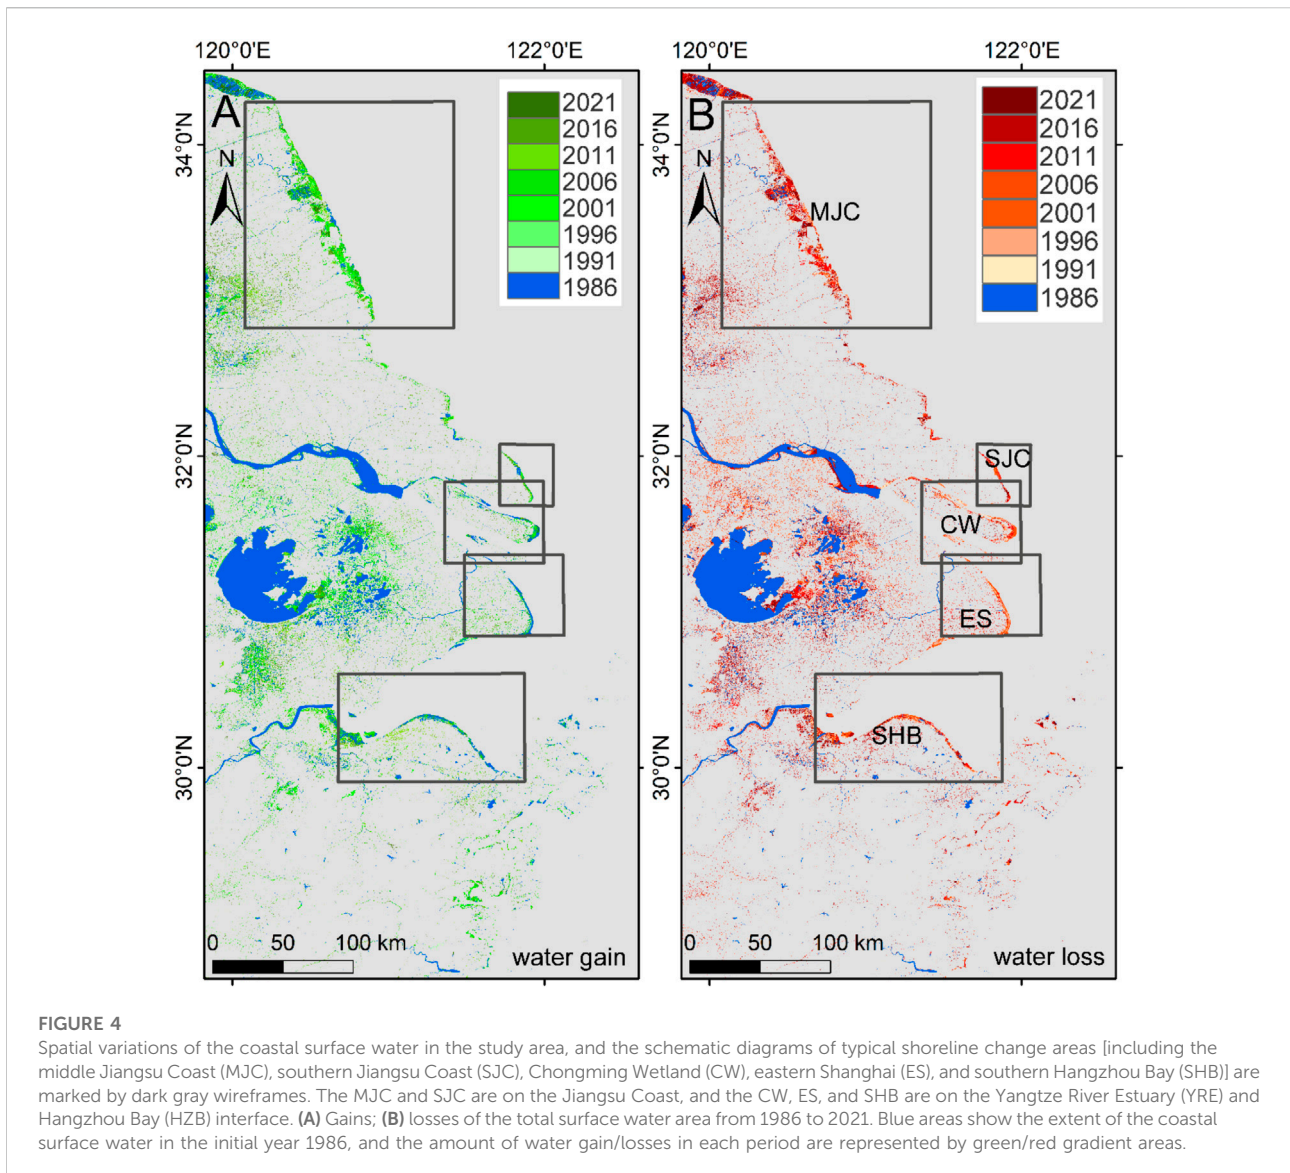 120°0'E
122°0'E
120°0'E
122°0'E
34°0'N
32°0'N
30°0'N
A
N
2021
2016
2011
2006
2001
1996
1991
1986
0 50 100 km
water gain
34°0'N
32°0'N
30°0'N
B
N
2021
2016
2011
2006
2001
1996
1991
1986
MJC
SJC
CW
ES
SHB
0 50 100 km
water loss
FIGURE 4
Spatial variations of the coastal surface water in the study area, and the schematic diagrams of typical shoreline change areas [including the
middle Jiangsu Coast (MJC), southern Jiangsu Coast (SJC), Chongming Wetland (CW), eastern Shanghai (ES), and southern Hangzhou Bay (SHB)] are
marked by dark gray wireframes. The MJC and SJC are on the Jiangsu Coast, and the CW, ES, and SHB are on the Yangtze River Estuary (YRE) and
Hangzhou Bay (HZB) interface. (A) Gains; (B) losses of the total surface water area from 1986 to 2021. Blue areas show the extent of the coastal
surface water in the initial year 1986, and the amount of water gain/losses in each period are represented by green/red gradient areas.